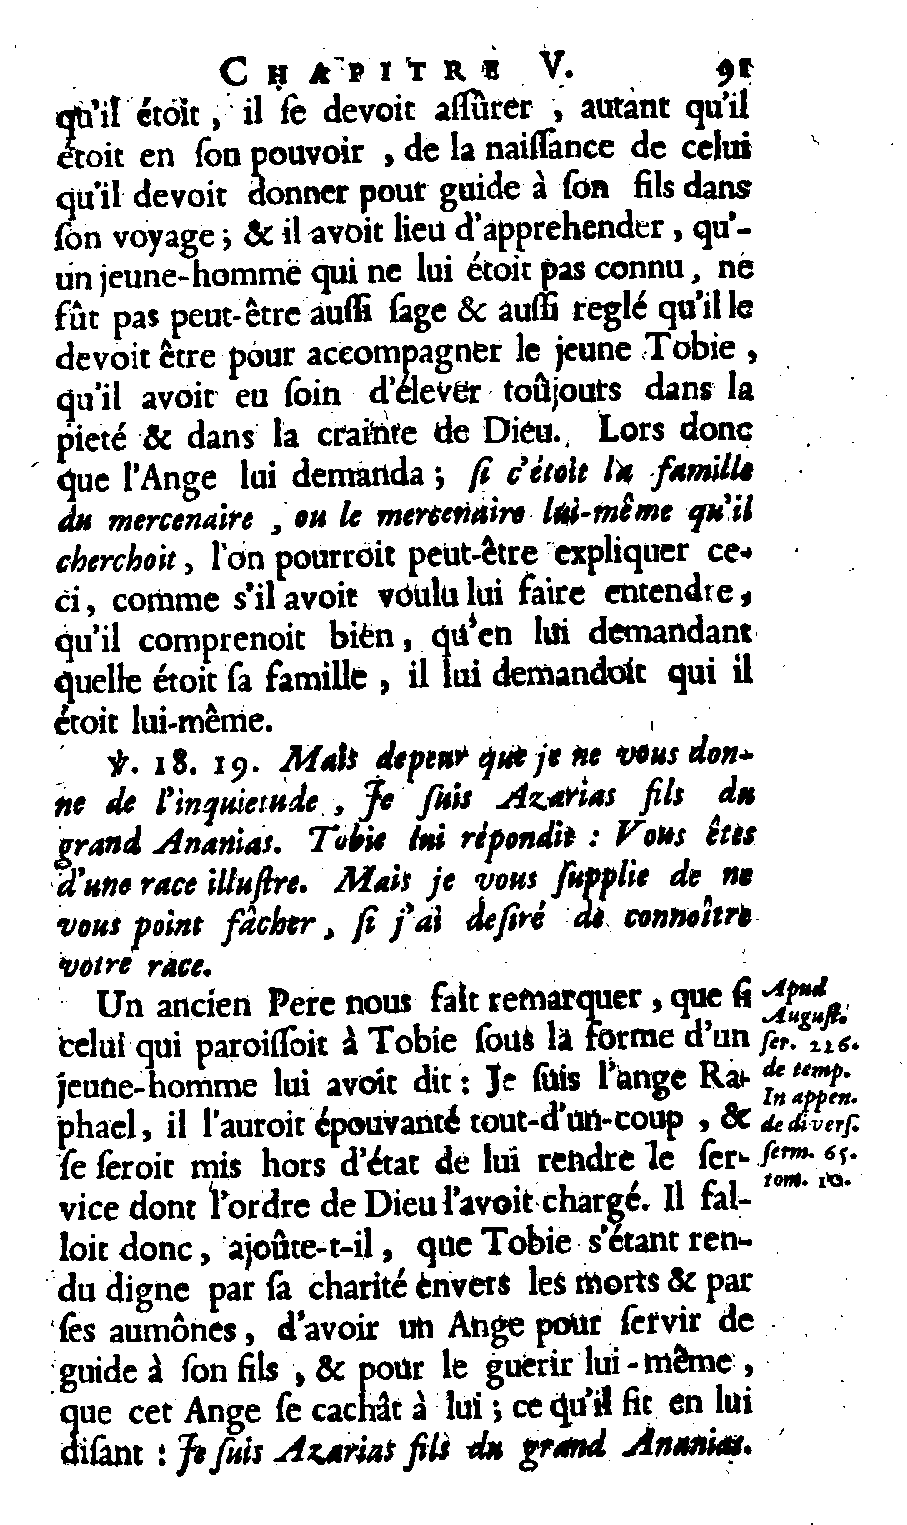 CHAPITRE V. 91
qu'il étoit, il ſe devoit aſſûrer, autant qu'il
étoit en ſon pouvoir, de la naiſſance de celui
qu'il devoit donner pour guide à ſon fils dans
ſon voyage; & il avoit lieu d'apprehender, qu'-
un jeune-homme qui ne lui étoit pas connu, ne
fût pas peut-être auſſi ſage & auſſi reglé qu'il le
devoit être pour accompagner le jeune Tobie,
qu'il avoit eu ſoin d'élever toûjours dans la
pieté & dans la crainte de Dieu. Lors donc
que l'Ange lui demanda; ſi c'étoit la famille
du mercenaire, ou le mercenaire lui-même qu'il
cherchoit, l'on pourroit peut-être expliquer ce-
ci, comme s'il avoit voulu lui faire entendre,
qu'il comprenoit bien, qu'en lui demandant
quelle étoit ſa famille, il lui demandoit qui il
étoit lui-même.
℣. 18. 19. Mais depeur que je ne vous don-
ne de l'inquietude, Je ſuis Azarias fils du
grand Ananias. Tobie lui répondit : Vous êtes
d'une race illuſtre. Mais je vous ſupplie de ne
vous point fâcher, ſi j'ai deſiré de connoître
votre race.
Un ancien Pere nous fait remarquer, que ſi
celui qui paroiſſoit à Tobie ſous la forme d'un
jeune-homme lui avoit dit : Je ſuis l'ange Ra-
phael, il l'auroit épouvanté tout-d'un-coup, &
ſe ſeroit mis hors d'état de lui rendre le ſer-
vice dont l'ordre de Dieu l'avoit chargé. Il fal-
loit donc, ajoûte-t-il, que Tobie s'étant ren-
du digne par ſa charité envers les morts & par
ſes aumônes, d'avoir un Ange pour ſervir de
guide à ſon fils, & pour le guerir lui-même,
que cet Ange ſe cachât à lui; ce qu'il fit en lui
diſant : Je ſuis Azarias fils du grand Ananias.
Apud
Auguſt.
ſer. 226.
de temp.
In appen.
de diverſ.
ſerm. 65.
tom. 10.